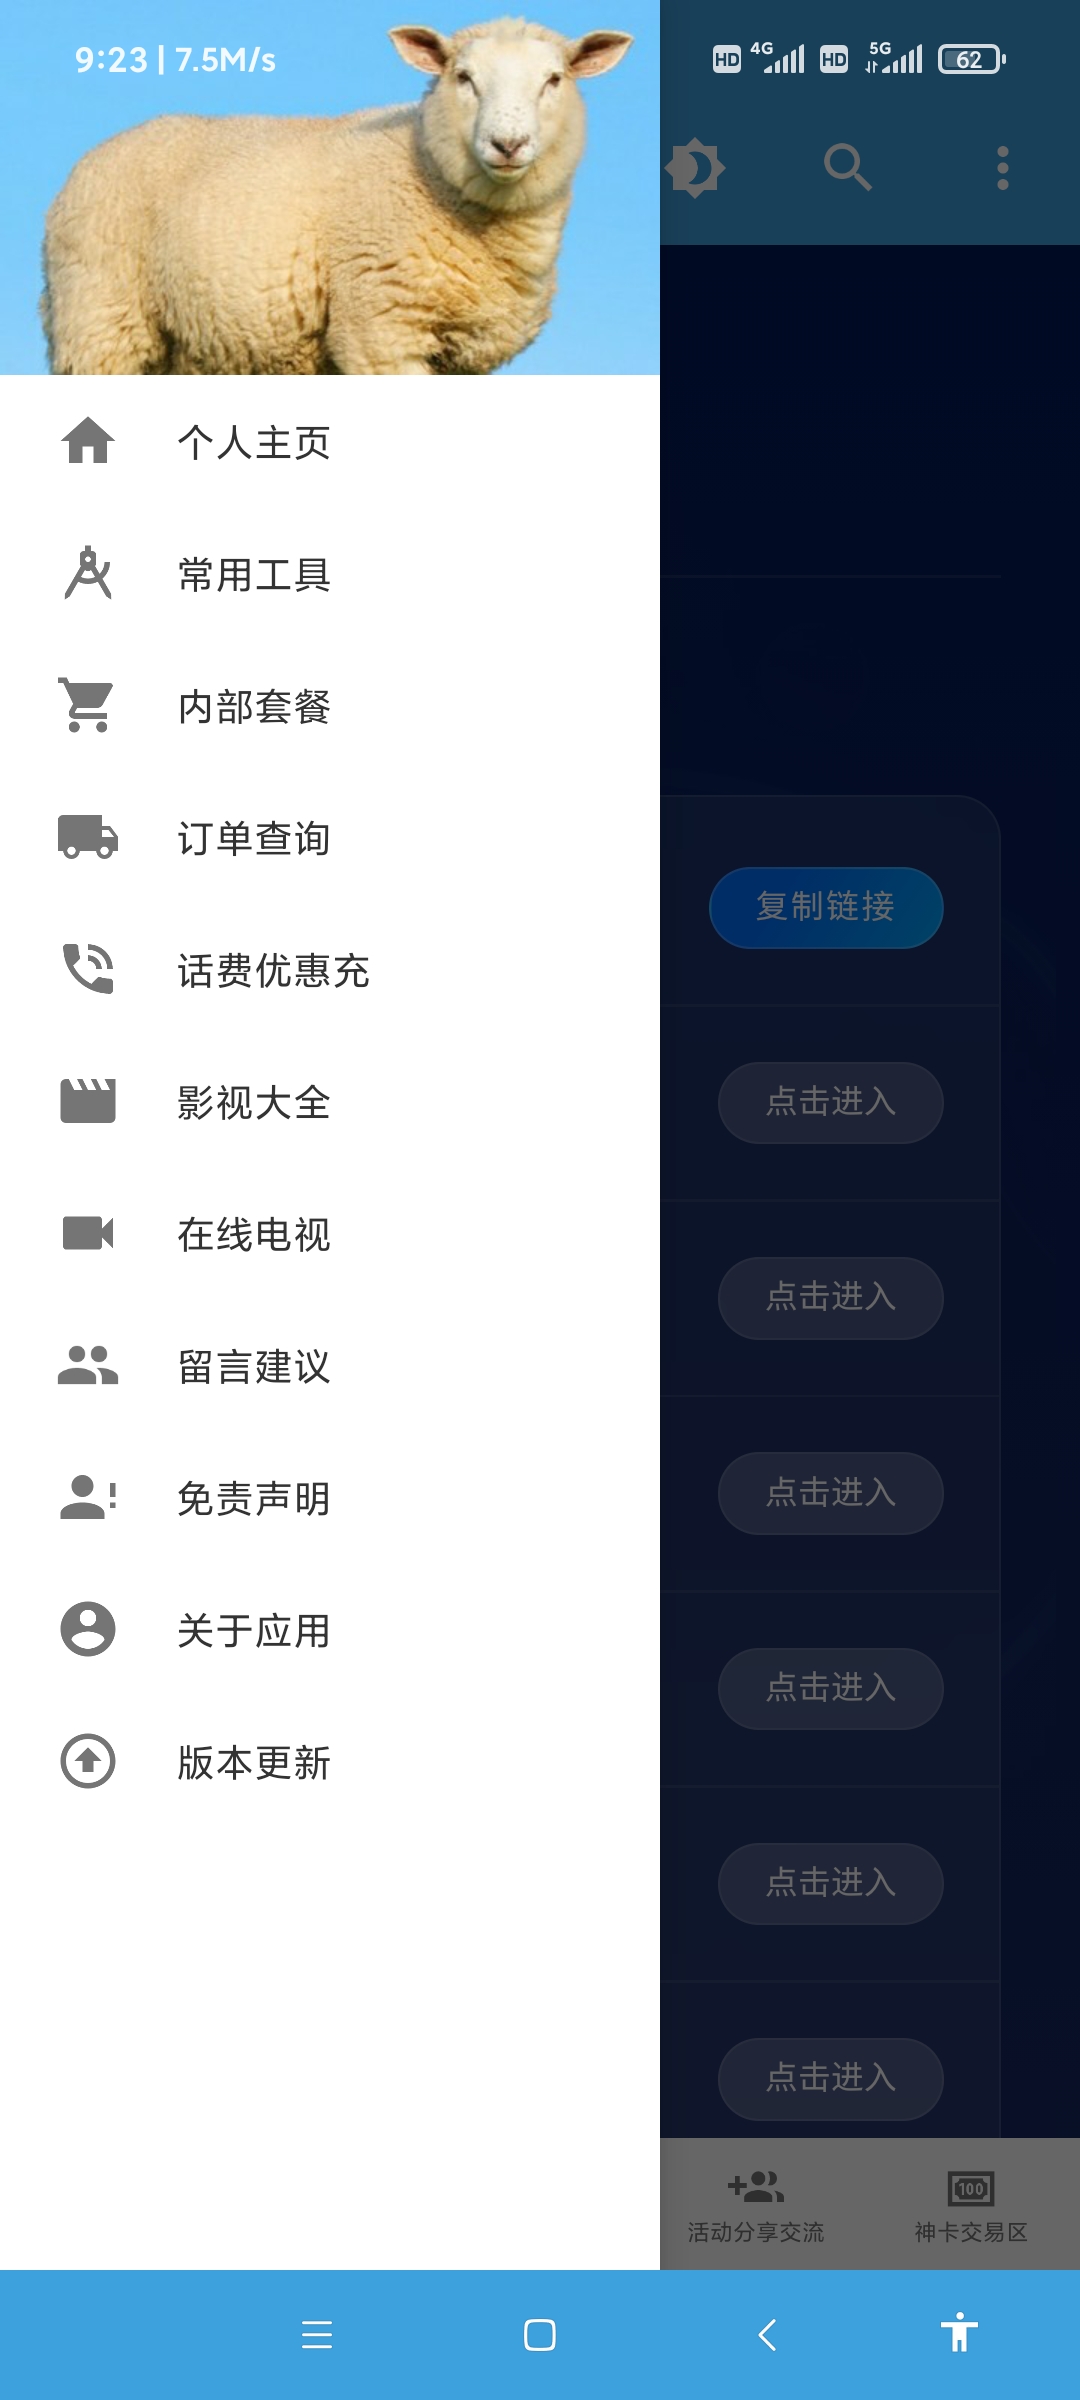 9:23 | 7.5M/s
HD 4G HD 5G 62
个人主页
常用工具
内部套餐
订单查询
话费优惠充
影视大全
在线电视
留言建议
免责声明
关于应用
版本更新
复制链接
点击进入
点击进入
点击进入
点击进入
点击进入
点击进入
100
活动分享交流
神卡交易区